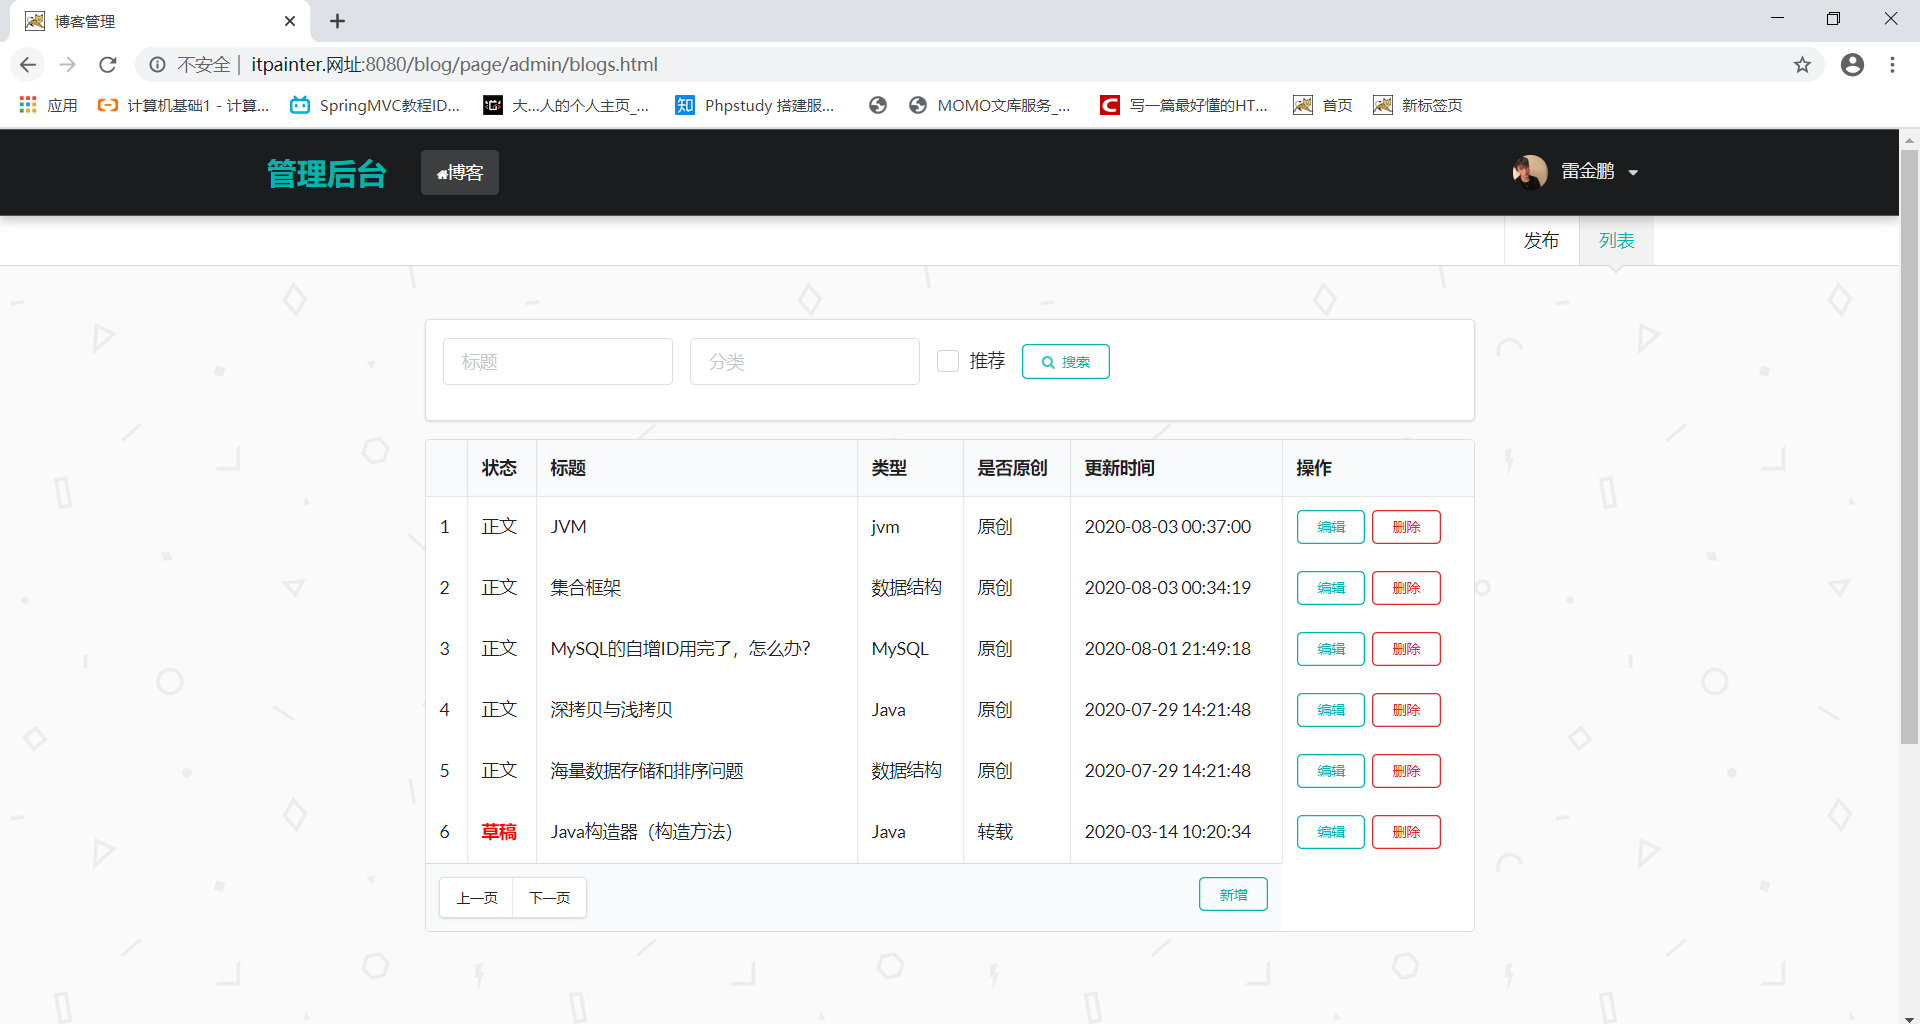 博客管理
不安全 | itpainter.网址:8080/blog/page/admin/blogs.html
应用 计算机基础1 - 计算... SpringMVC教程ID... 大...人的个人主页_... 知 Phpstudy 搭建服... MOMO文库服务_... C 写一篇最好懂的HT... 首页 新标签页
管理后台 博客 雷金鹏
发布 列表
标题 分类 推荐 搜索
状态 标题 类型 是否原创 更新时间 操作
1 正文 JVM jvm 原创 2020-08-03 00:37:00 编辑 删除
2 正文 集合框架 数据结构 原创 2020-08-03 00:34:19 编辑 删除
3 正文 MySQL的自增ID用完了，怎么办？ MySQL 原创 2020-08-01 21:49:18 编辑 删除
4 正文 深拷贝与浅拷贝 Java 原创 2020-07-29 14:21:48 编辑 删除
5 正文 海量数据存储和排序问题 数据结构 原创 2020-07-29 14:21:48 编辑 删除
6 草稿 Java构造器（构造方法） Java 转载 2020-03-14 10:20:34 编辑 删除
上一页 下一页 新增